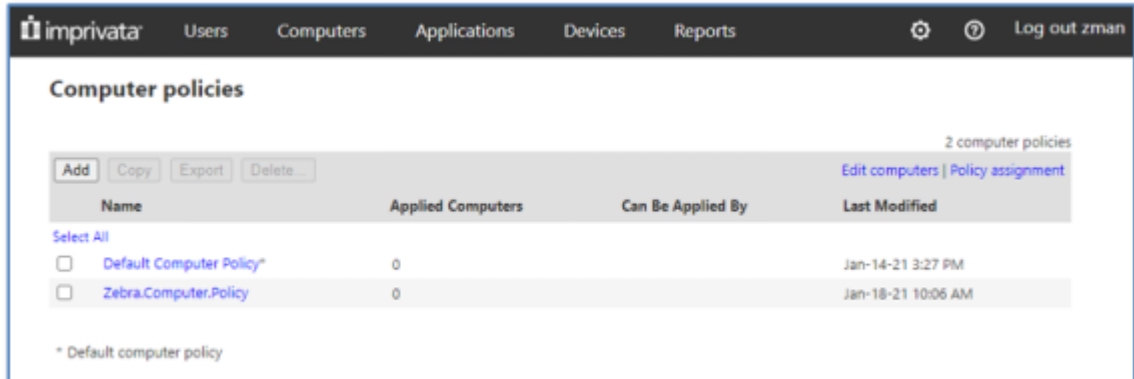 imprivata Users Computers Applications Devices Reports Log out zman
Computer policies
2 computer policies
Add Copy Export Delete... Edit computers | Policy assignment
Name Applied Computers Can Be Applied By Last Modified
Select All
Default Computer Policy* 0 Jan-14-21 3:27 PM
Zebra.Computer.Policy 0 Jan-18-21 10:06 AM
* Default computer policy